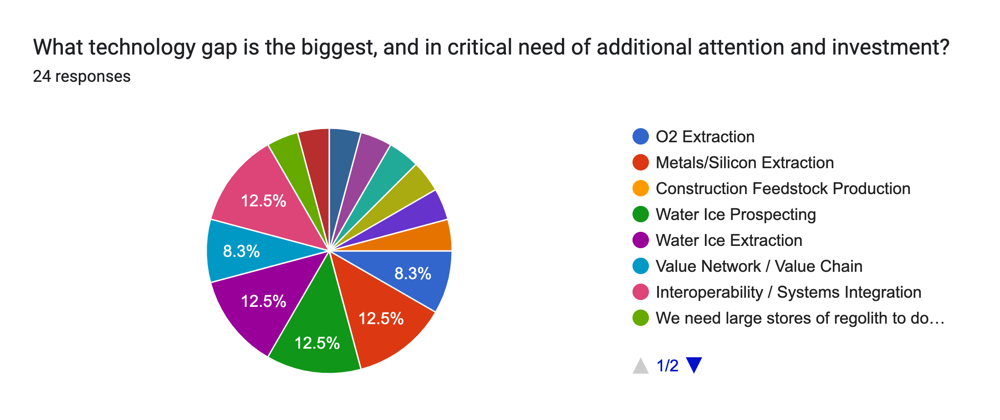 What technology gap is the biggest, and in critical need of additional attention and investment?
24 responses
12.5%
8.3%
12.5%
12.5%
12.5%
8.3%
O2 Extraction
Metals/Silicon Extraction
Construction Feedstock Production
Water Ice Prospecting
Water Ice Extraction
Value Network / Value Chain
Interoperability / Systems Integration
We need large stores of regolith to do…
1/2